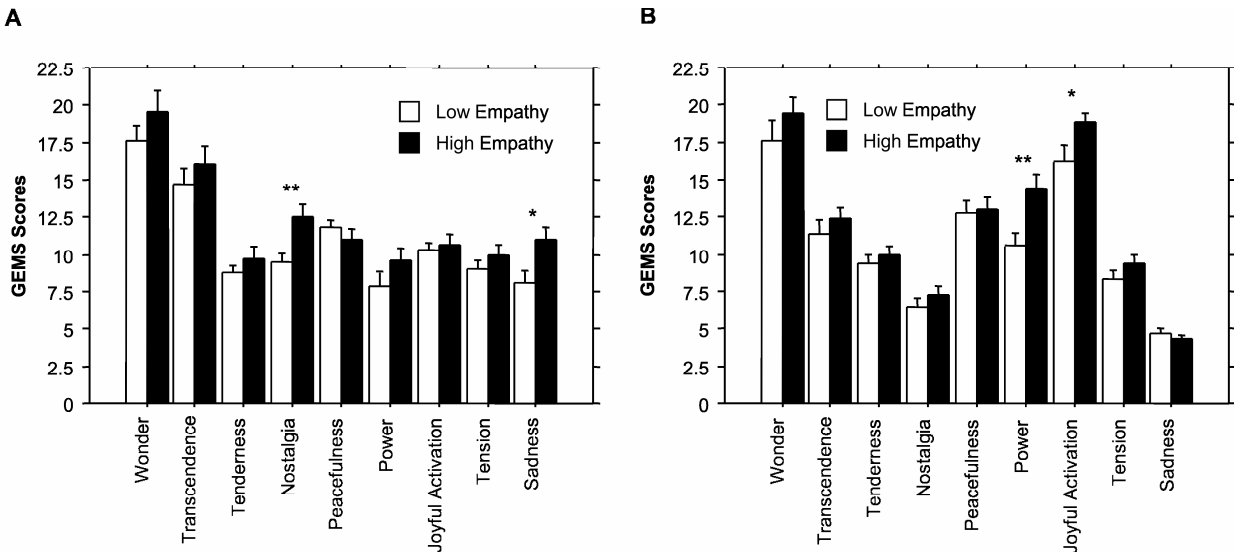 A
GEMS Scores
22.5
20
17.5
15
12.5
10
7.5
5
2.5
0
Low Empathy
High Empathy
**
*
Wonder
Transcendence
Tenderness
Nostalgia
Peacefulness
Power
Joyful Activation
Tension
Sadness
B
GEMS Scores
22.5
20
17.5
15
12.5
10
7.5
5
2.5
0
Low Empathy
High Empathy
**
*
Wonder
Transcendence
Tenderness
Nostalgia
Peacefulness
Power
Joyful Activation
Tension
Sadness